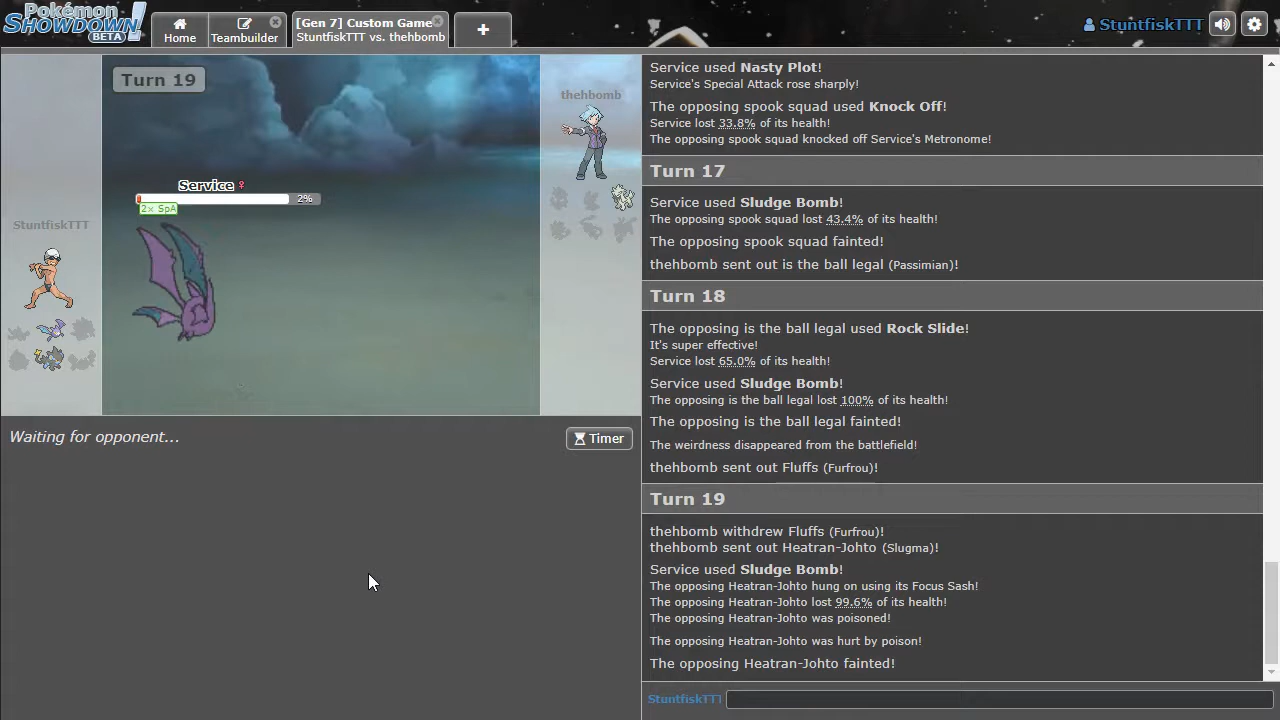 Pokémon
SHOWDOWN!
BETA
Home
Teambuilder
[Gen 7] Custom Game
StuntfiskTTT vs. thehbomb
StuntfiskTTT
Turn 19
thehbomb
Service ♀
2%
2× SpA
StuntfiskTTT
Waiting for opponent...
Timer
Service used Nasty Plot!
Service's Special Attack rose sharply!
The opposing spook squad used Knock Off!
Service lost 33.8% of its health!
The opposing spook squad knocked off Service's Metronome!
Turn 17
Service used Sludge Bomb!
The opposing spook squad lost 43.4% of its health!
The opposing spook squad fainted!
thehbomb sent out is the ball legal (Passimian)!
Turn 18
The opposing is the ball legal used Rock Slide!
It's super effective!
Service lost 65.0% of its health!
Service used Sludge Bomb!
The opposing is the ball legal lost 100% of its health!
The opposing is the ball legal fainted!
The weirdness disappeared from the battlefield!
thehbomb sent out Fluffs (Furfrou)!
Turn 19
thehbomb withdrew Fluffs (Furfrou)!
thehbomb sent out Heatran-Johto (Slugma)!
Service used Sludge Bomb!
The opposing Heatran-Johto hung on using its Focus Sash!
The opposing Heatran-Johto lost 99.6% of its health!
The opposing Heatran-Johto was poisoned!
The opposing Heatran-Johto was hurt by poison!
The opposing Heatran-Johto fainted!
StuntfiskTTT